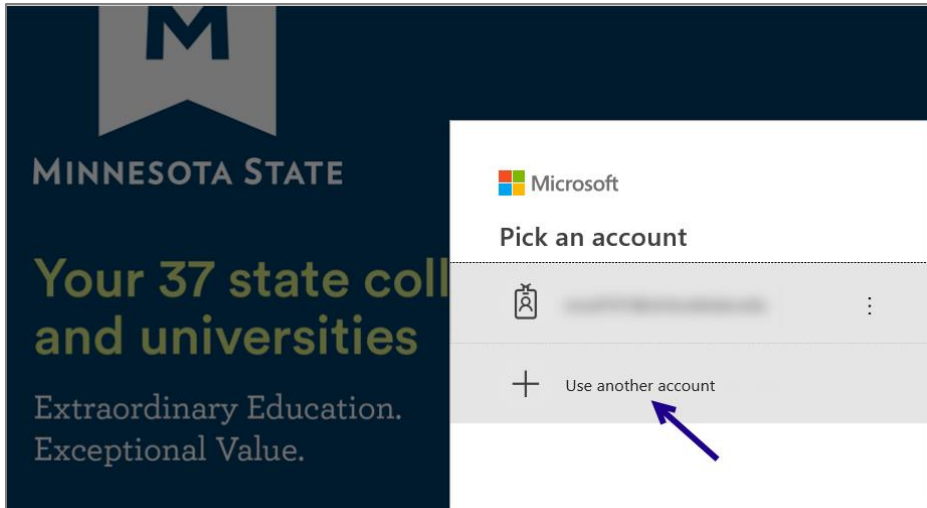 M
MINNESOTA STATE
Your 37 state coll
and universities
Extraordinary Education.
Exceptional Value.
Microsoft
Pick an account
Use another account